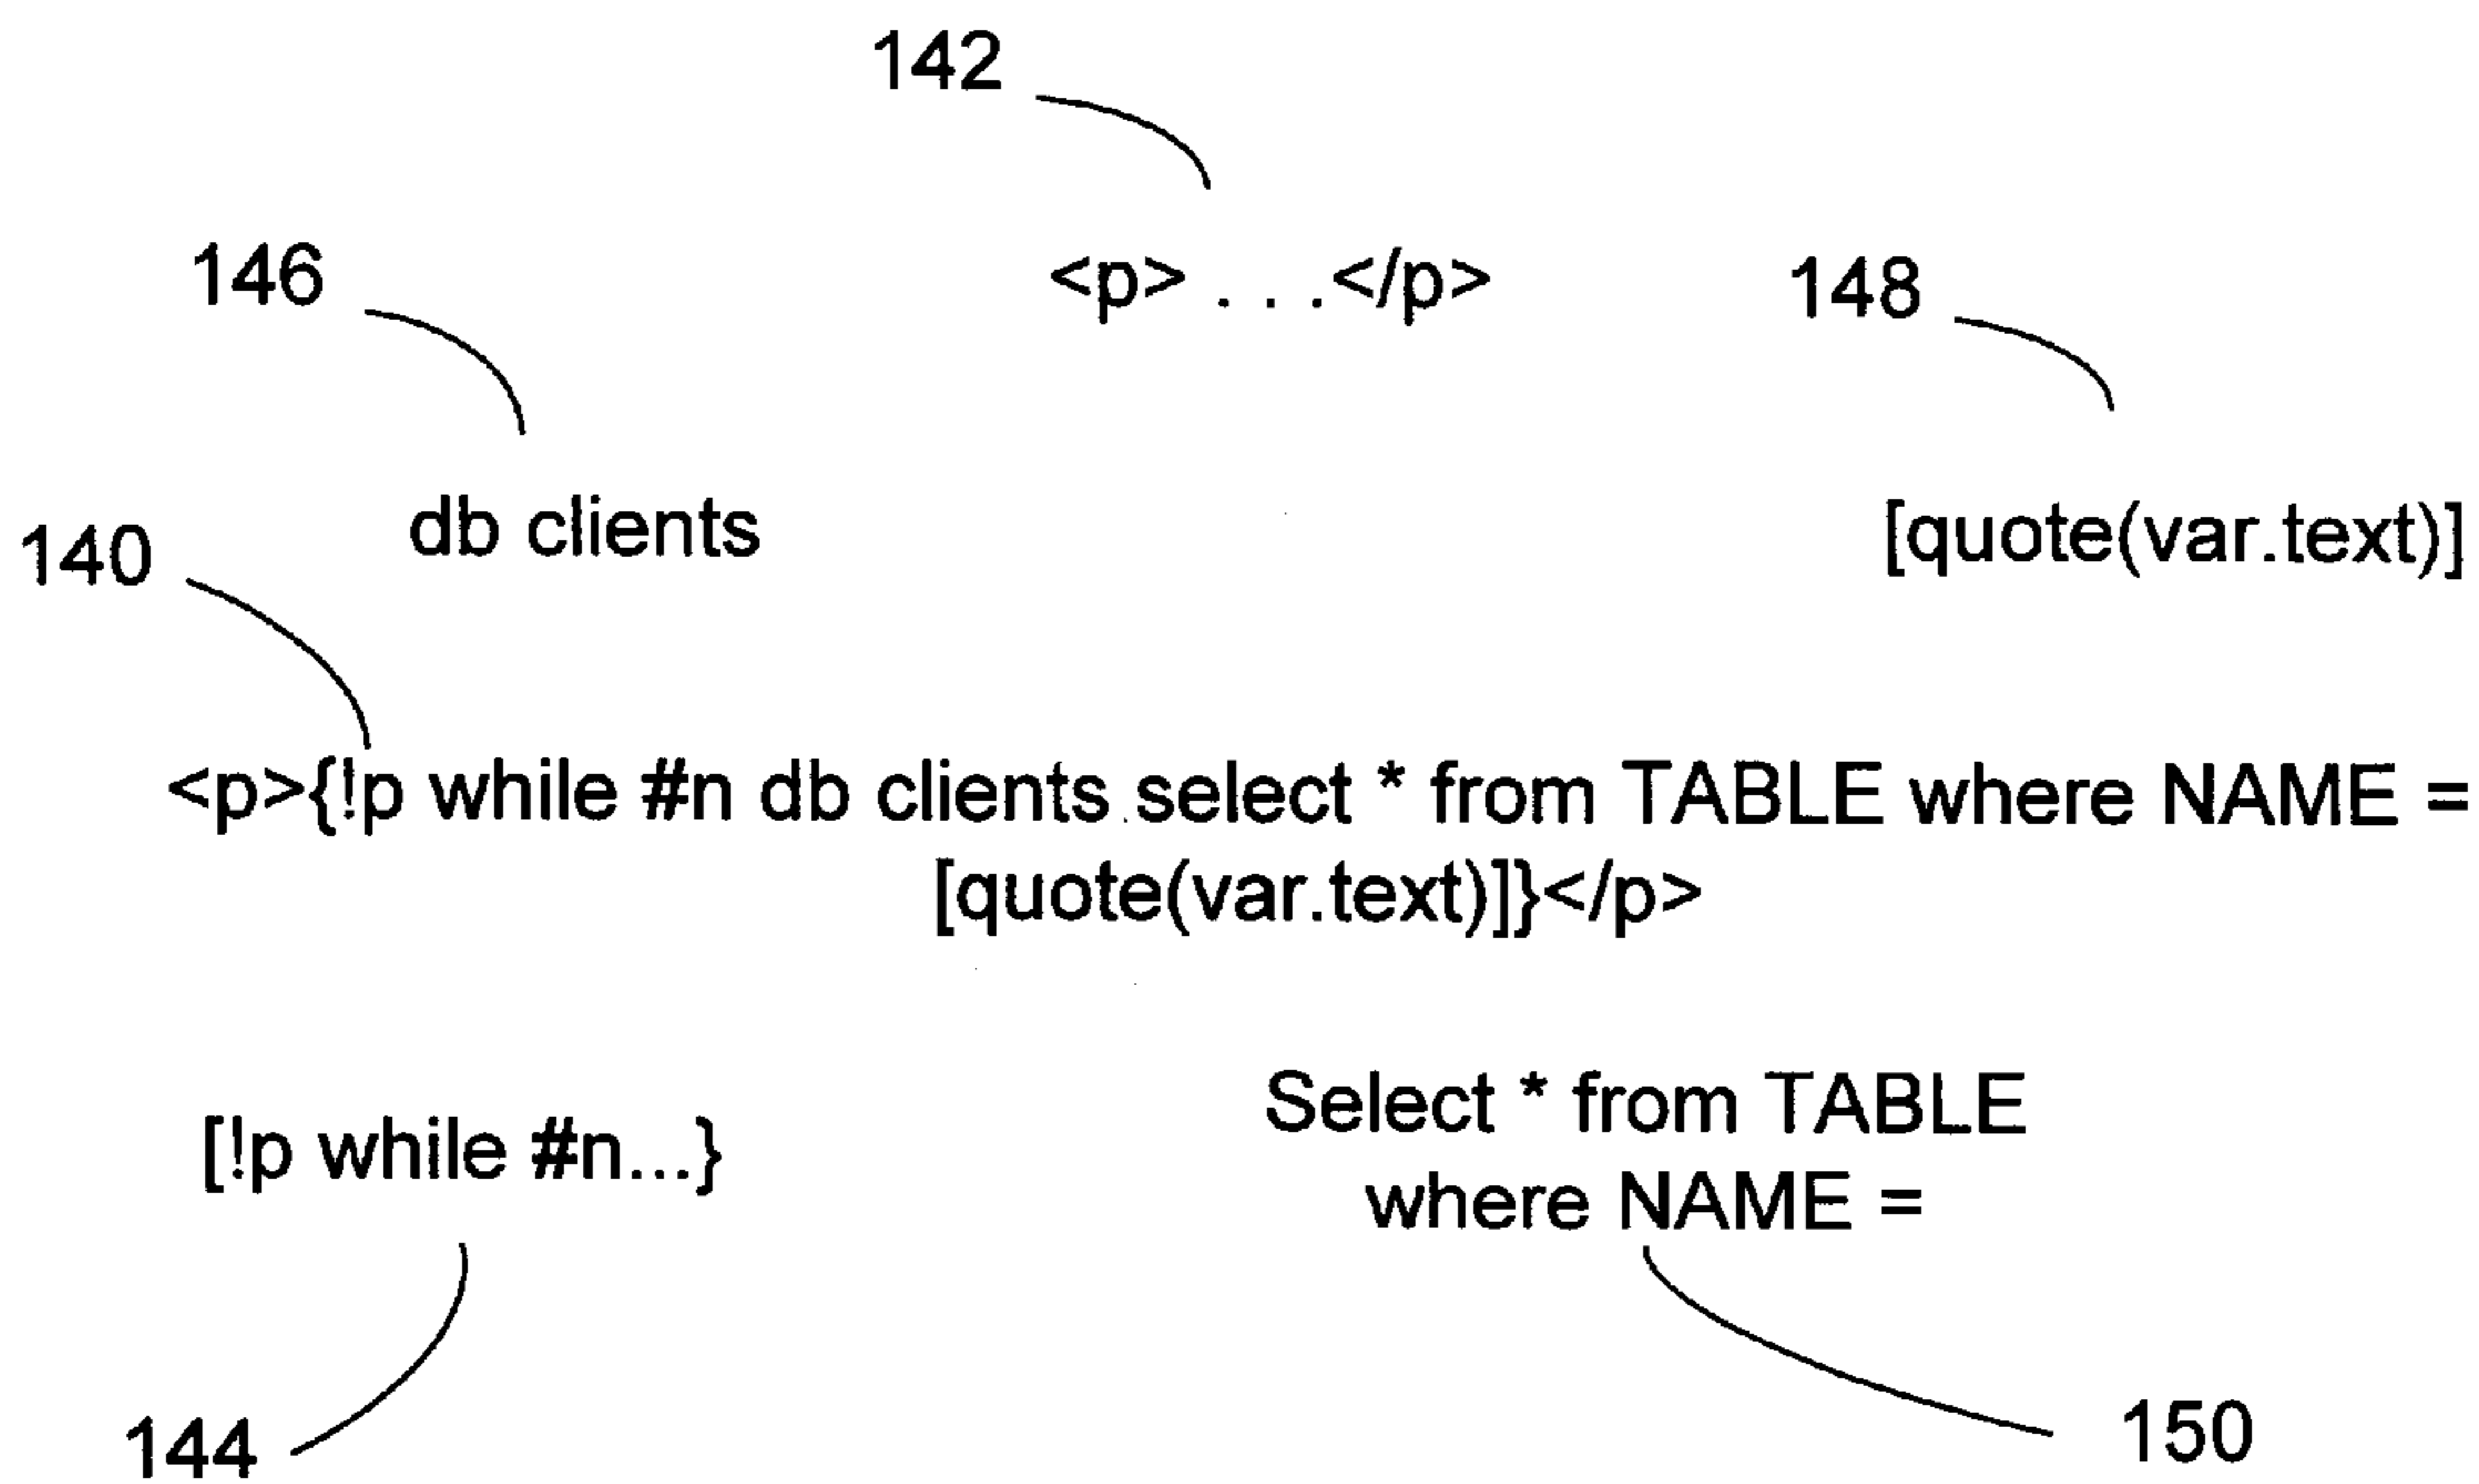 142
146
<p> . . .</p>
148
db clients
[quote(var.text)]
140
<p>{!p while #n db clients select * from TABLE where NAME =
[quote(var.text)]}</p>
Select * from TABLE
where NAME =
[!p while #n...}
144
150